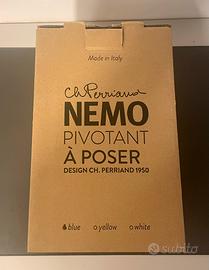 Made in Italy
Ch. Perriand
NEMO
PIVOTANT
À POSER
DESIGN CH. PERRIAND 1950
blue
yellow
white
subito